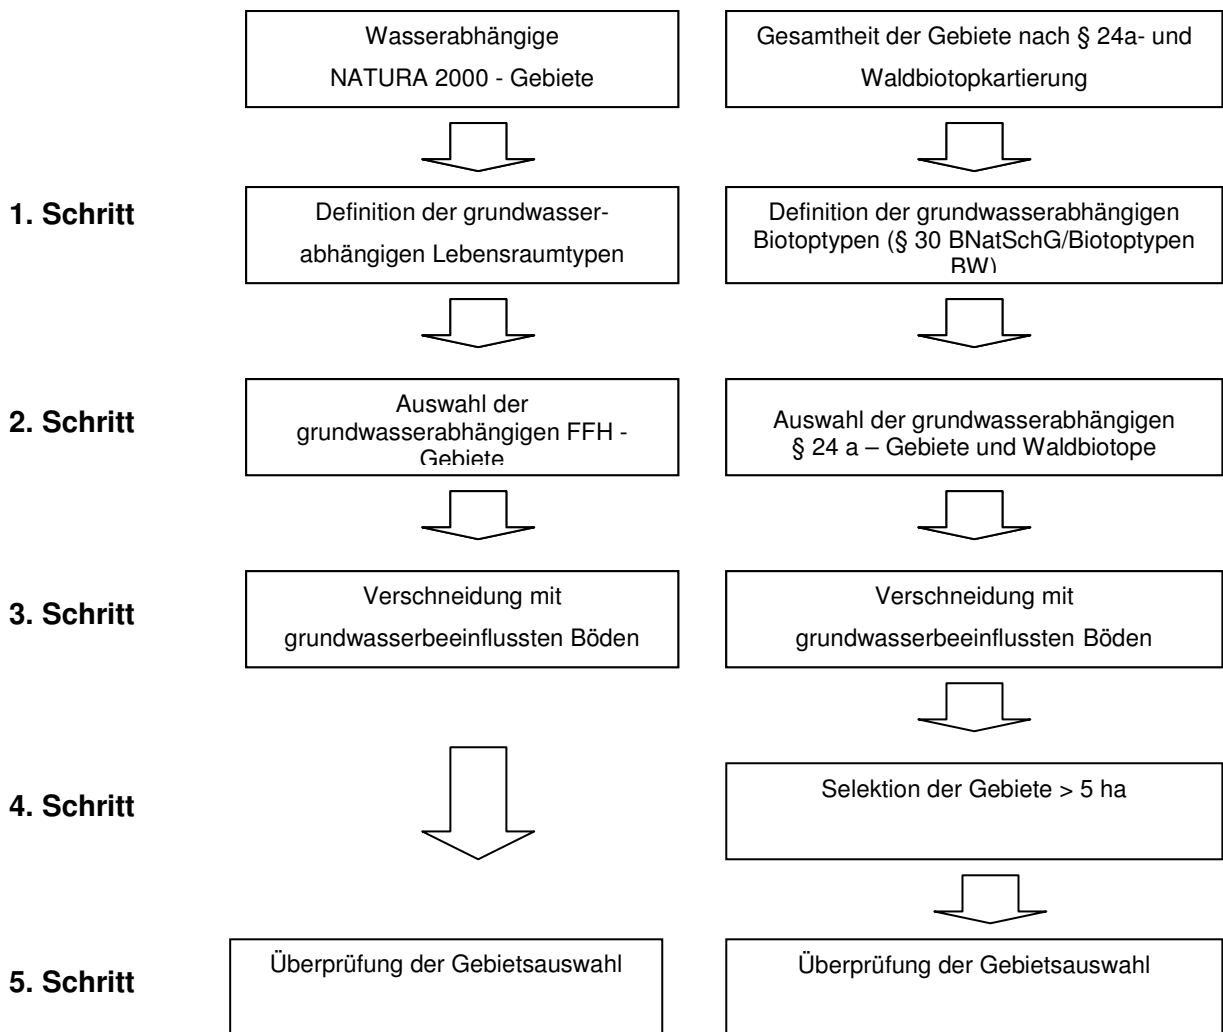 Wasserabhängige
NATURA 2000 - Gebiete
Gesamtheit der Gebiete nach § 24a- und
Waldbiotopkartierung
1. Schritt
Definition der grundwasser-
abhängigen Lebensraumtypen
Definition der grundwasserabhängigen
Biotoptypen (§ 30 BNatSchG/Biotoptypen
BW)
2. Schritt
Auswahl der
grundwasserabhängigen FFH -
Gebiete
Auswahl der grundwasserabhängigen
§ 24 a – Gebiete und Waldbiotope
3. Schritt
Verschneidung mit
grundwasserbeeinflussten Böden
Verschneidung mit
grundwasserbeeinflussten Böden
4. Schritt
Selektion der Gebiete > 5 ha
5. Schritt
Überprüfung der Gebietsauswahl
Überprüfung der Gebietsauswahl